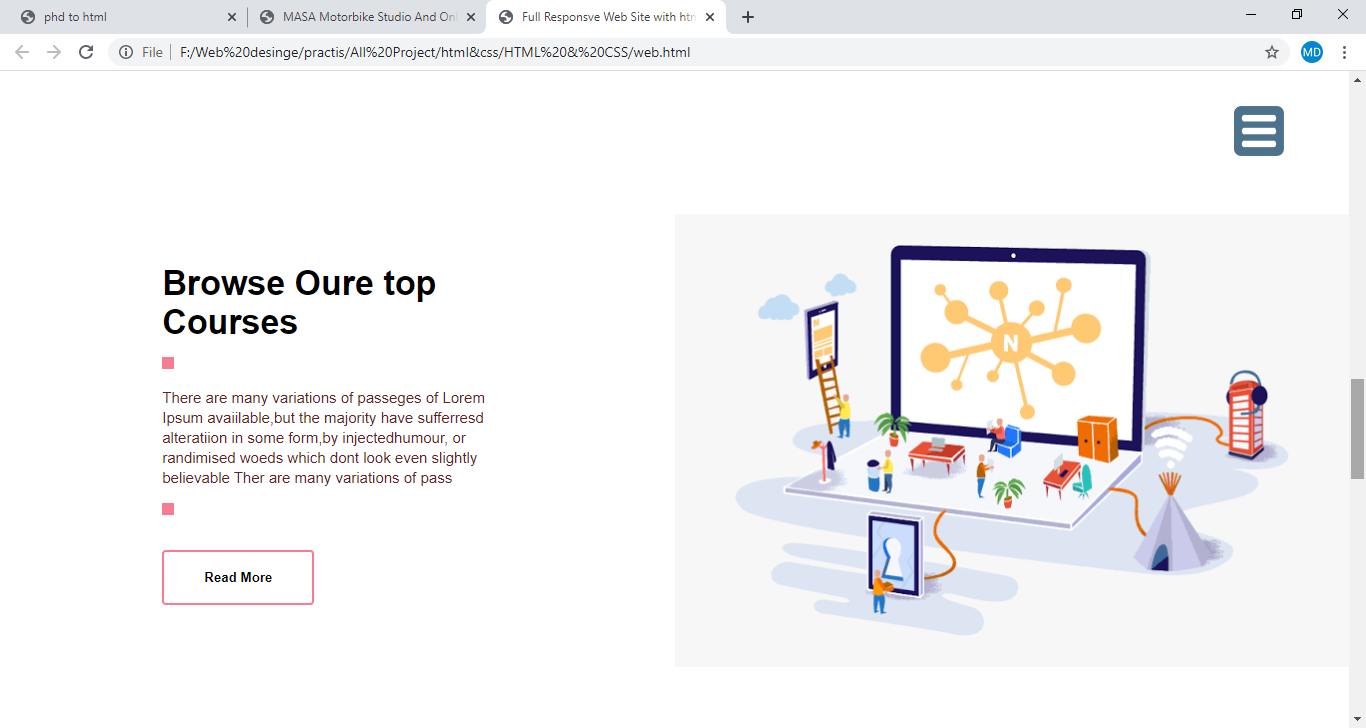 phd to html
MASA Motorbike Studio And Onl
Full Responsve Web Site with htm
File
F:/Web%20desinge/practis/All%20Project/html&css/HTML%20&%20CSS/web.html
MD
Browse Oure top
Courses
There are many variations of passeges of Lorem
Ipsum avaiilable,but the majority have sufferresd
alteratiion in some form,by injectedhumour, or
randimised woeds which dont look even slightly
believable Ther are many variations of pass
Read More
N
N